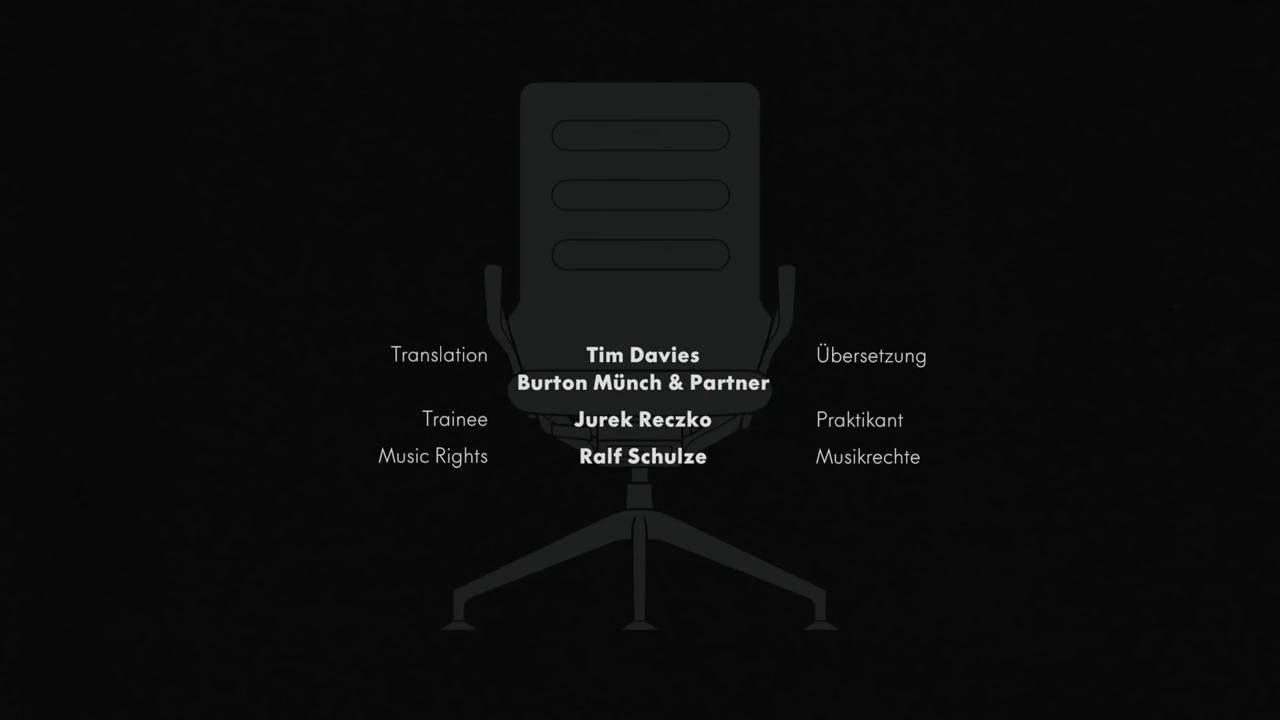 Translation Tim Davies Übersetzung
Burton Münch & Partner
Trainee Jurek Reczko Praktikant
Music Rights Ralf Schulze Musikrechte